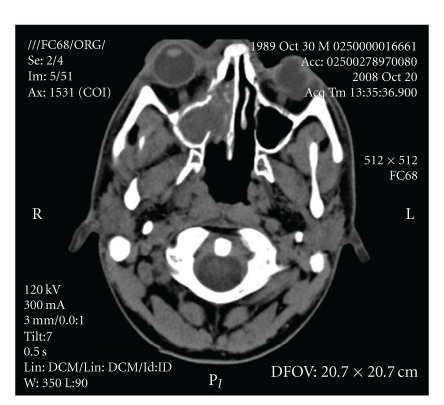 ///FC68/ORG/
Se: 2/4
Im: 5/51
Ax: 1531 (COI)
1989 Oct 30 M 0250000016661
Acc: 02500278970080
2008 Oct 20
Acq Tm 13:35:36.900
512 × 512
FC68
R
L
120 kV
300 mA
3 mm/0.0:1
Tilt:7
0.5 s
Lin: DCM/Lin: DCM/Id:ID
W: 350 L:90
P I
DFOV: 20.7 × 20.7 cm